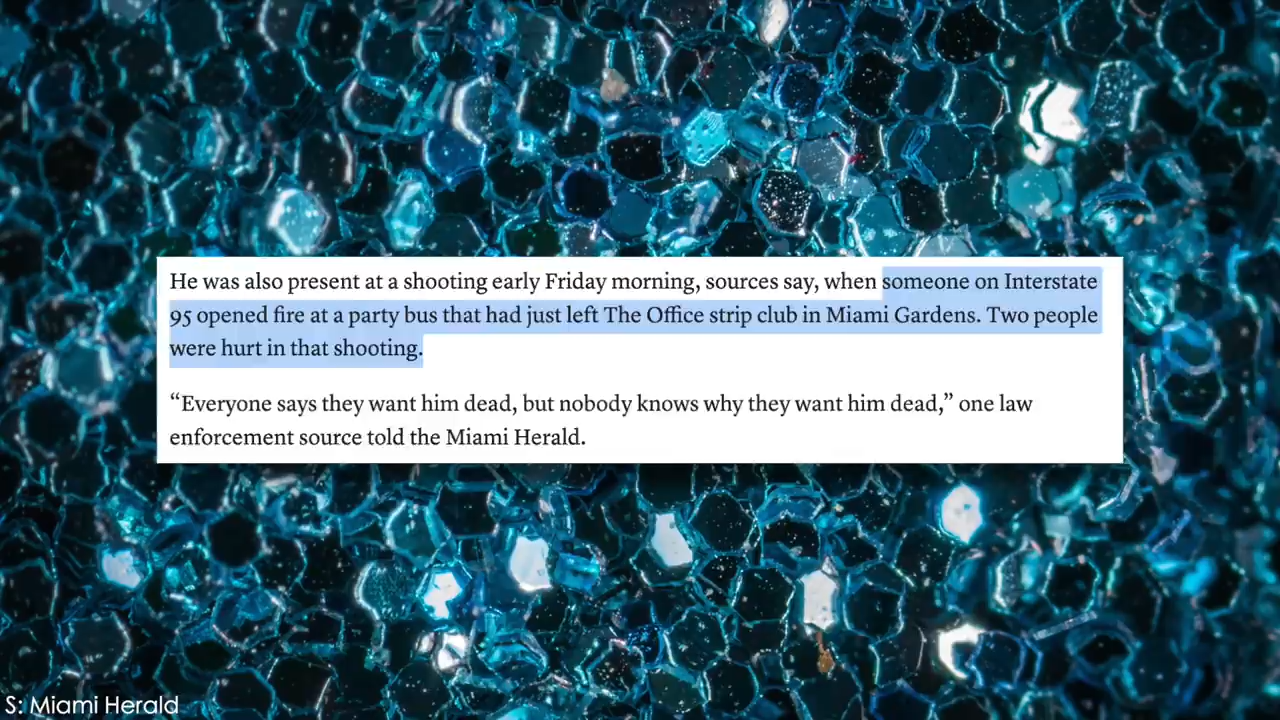 He was also present at a shooting early Friday morning, sources say, when someone on Interstate
95 opened fire at a party bus that had just left The Office strip club in Miami Gardens. Two people
were hurt in that shooting.
“Everyone says they want him dead, but nobody knows why they want him dead,” one law
enforcement source told the Miami Herald.
S: Miami Herald